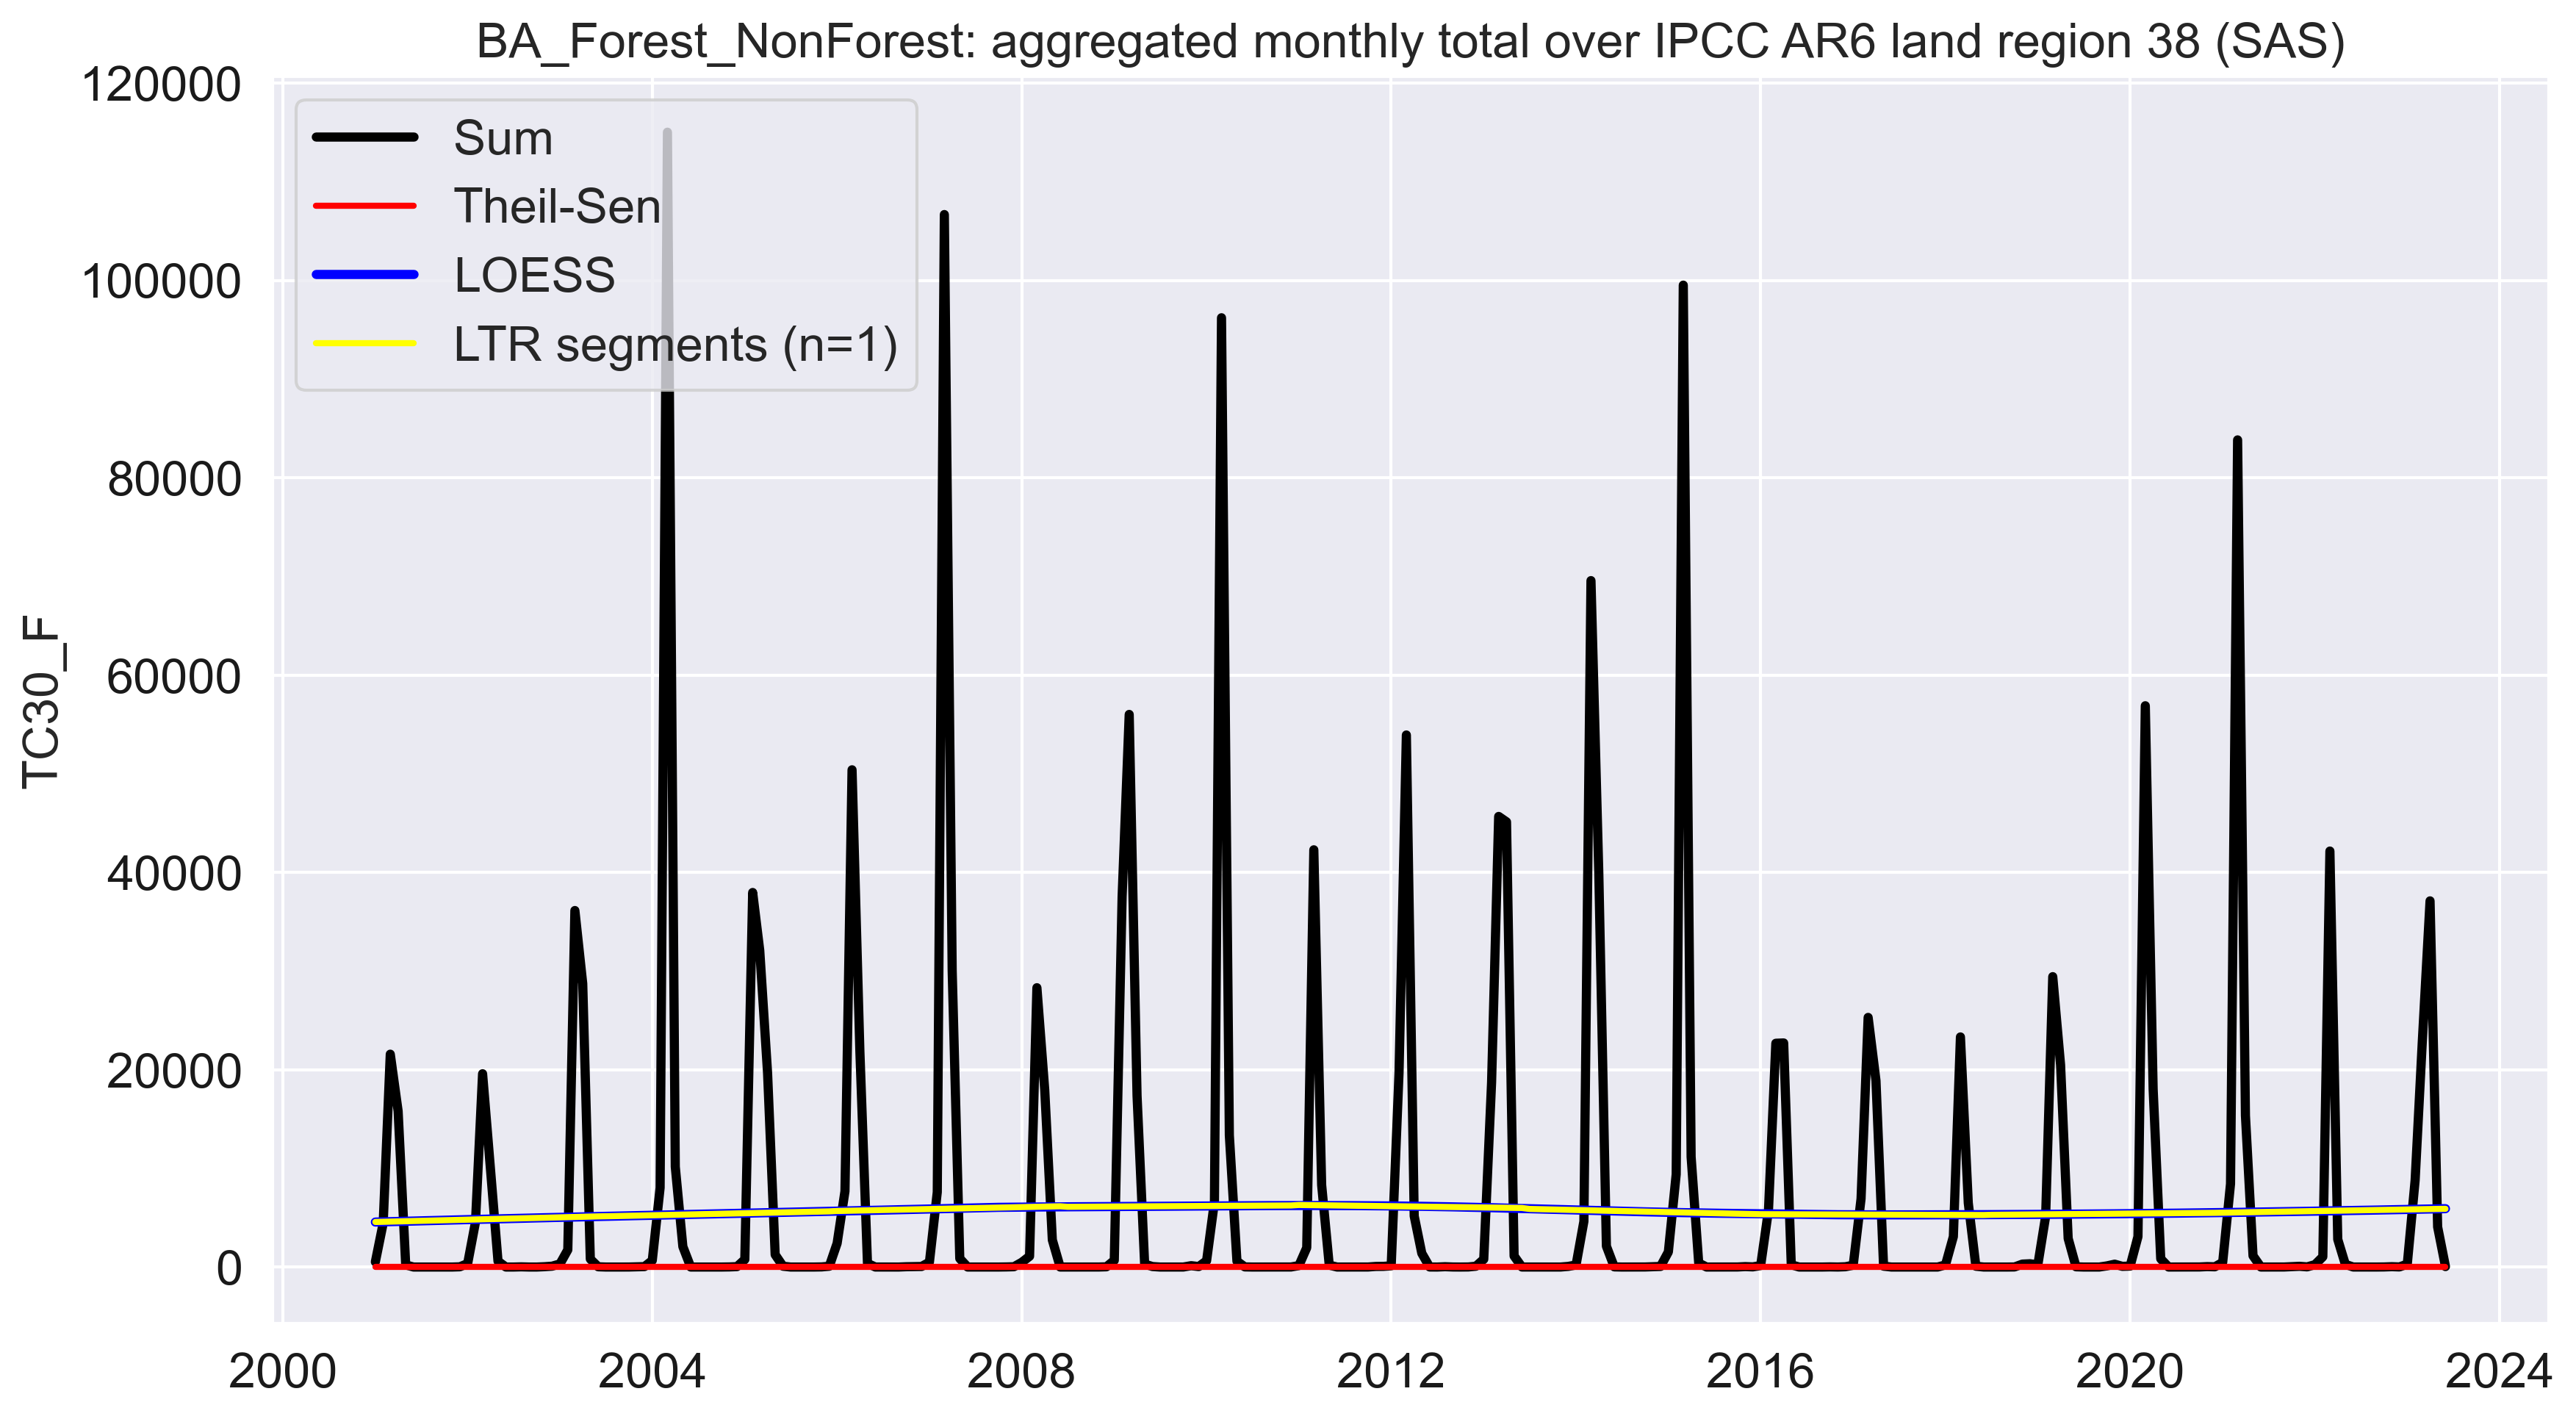 BA_Forest_NonForest: aggregated monthly total over IPCC AR6 land region 38 (SAS)
120000
100000
80000
60000
40000
20000
0
TC30_F
Sum
Theil-Sen
LOESS
LTR segments (n=1)
2000 2004 2008 2012 2016 2020 2024